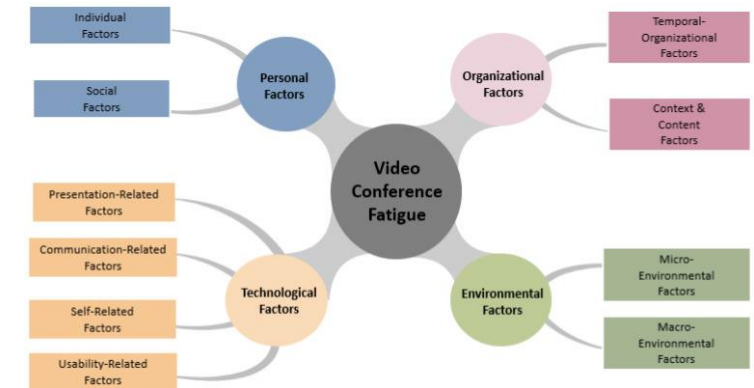 Individual
Factors
Social
Factors
Personal
Factors
Organizational
Factors
Temporal-
Organizational
Factors
Context &
Content
Factors
Video
Conference
Fatigue
Presentation-Related
Factors
Communication-Related
Factors
Self-Related
Factors
Usability-Related
Factors
Technological
Factors
Environmental
Factors
Micro-
Environmental
Factors
Macro-
Environmental
Factors